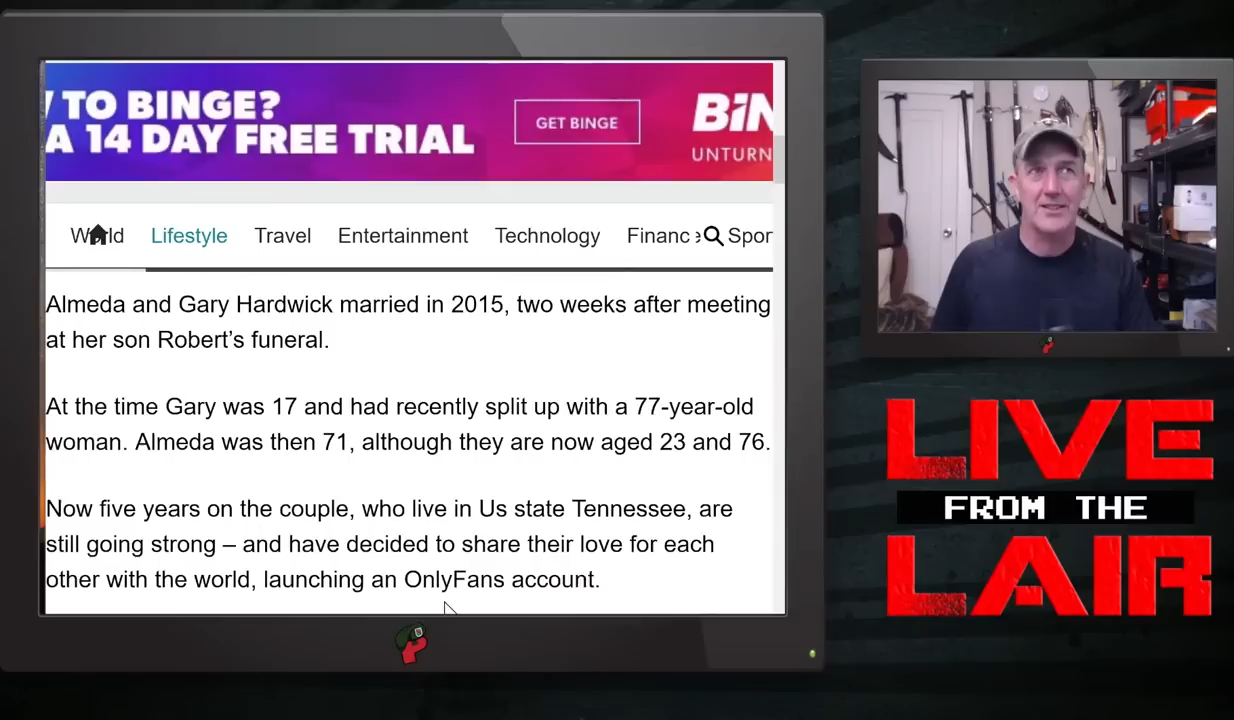 / TO BINGE?
A 14 DAY FREE TRIAL
GET BINGE
BiN
UNTURN
World Lifestyle Travel Entertainment Technology Financ e Spor
Almeda and Gary Hardwick married in 2015, two weeks after meeting
at her son Robert’s funeral.
At the time Gary was 17 and had recently split up with a 77-year-old
woman. Almeda was then 71, although they are now aged 23 and 76.
Now five years on the couple, who live in Us state Tennessee, are
still going strong – and have decided to share their love for each
other with the world, launching an OnlyFans account.
LIVE
FROM THE
LAIR